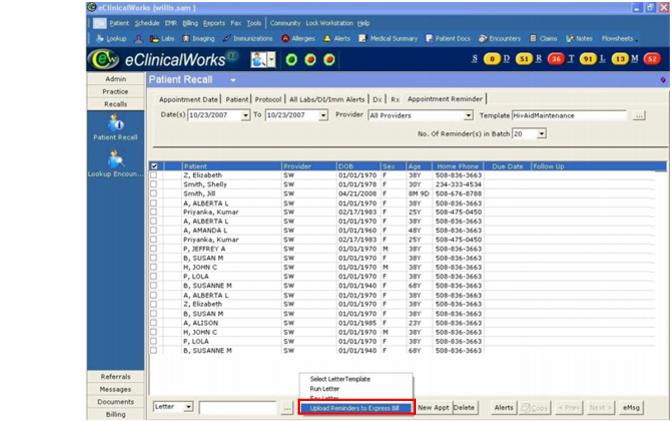 eClinicalWorks [willis,sam ]
File Patient Schedule EMR Billing Reports Fax Tools Community Lock Workstation Help
Lookup Labs Imaging Immunizations Allergies Alerts Medical Summary Patient Docs Encounters Claims Notes Flowsheets
eClinicalWorks S 0 D 51 R 36 T 91 L 13 M 52
Admin
Practice
Recalls
Patient Recall
Lookup Encoun...
Referrals
Messages
Documents
Billing
Patient Recall
Appointment Date Patient Protocol All Labs/DI/Imm Alerts Dx Rx Appointment Reminder
Date(s) 10/23/2007 To 10/23/2007 Provider All Providers Template HivAidMaintenance ...
No. Of Reminder(s) in Batch 20
Patient Provider DOB Sex Age Home Phone Due Date Follow Up
Z, Elizabeth SW 01/01/1970 F 38Y 508-836-3663
Smith, Shelly SW 01/01/1978 F 30Y 234-333-4534
Smith, Jill SW 04/21/2008 F 8M 9D 508-676-8788
A, ALBERTA L SW 01/01/1970 F 38Y 508-836-3663
Priyanka, Kumar SW 02/17/1983 F 25Y 508-475-0450
A, ALBERTA L SW 01/01/1970 F 38Y 508-836-3663
A, AMANDA L SW 01/01/1960 F 48Y 508-836-3663
Priyanka, Kumar SW 02/17/1983 F 25Y 508-475-0450
P, JEFFREY A SW 01/01/1970 M 38Y 508-836-3663
B, SUSAN M SW 01/01/1970 F 38Y 508-836-3663
H, JOHN C SW 01/01/1970 M 38Y 508-836-3663
P, LOLA SW 01/01/1970 F 38Y 508-836-3663
B, SUSANNE M SW 01/01/1940 F 68Y 508-836-3663
A, ALBERTA L SW 01/01/1970 F 38Y 508-836-3663
Z, Elizabeth SW 01/01/1970 F 38Y 508-836-3663
B, SUSAN M SW 01/01/1970 F 38Y 508-836-3663
A, ALISON SW 01/01/1985 F 23Y 508-836-3663
H, JOHN C SW 01/01/1970 M 38Y 508-836-3663
P, LOLA SW 01/01/1970 F 38Y 508-836-3663
B, SUSANNE M SW 01/01/1940 F 68Y 508-836-3663
Select LetterTemplate
Run Letter
Fax Letter
Upload Reminders to Express Bill
Letter ... New Appt Delete Alerts Copy < Prev Next > eMsg